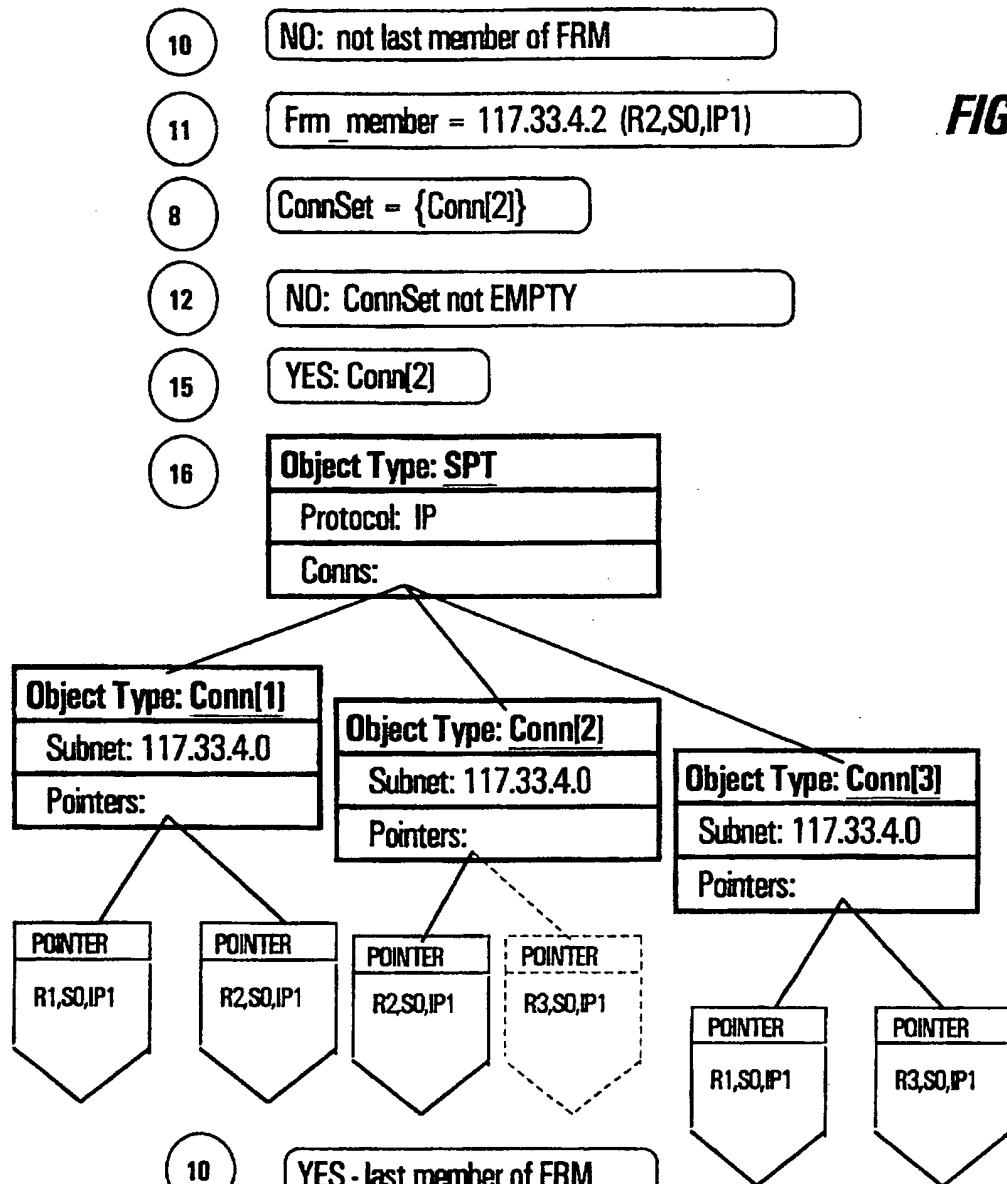 10 NO: not last member of FRM
11 Frm_member = 117.33.4.2 (R2,S0,IP1)
FIG
8 ConnSet = {Conn[2]}
12 NO: ConnSet not EMPTY
15 YES: Conn[2]
16
Object Type: SPT
Protocol: IP
Conns:
Object Type: Conn[1]
Subnet: 117.33.4.0
Pointers:
Object Type: Conn[2]
Subnet: 117.33.4.0
Pointers:
Object Type: Conn[3]
Subnet: 117.33.4.0
Pointers:
POINTER
R1,S0,IP1
POINTER
R2,S0,IP1
POINTER
R2,S0,IP1
POINTER
R3,S0,IP1
POINTER
R1,S0,IP1
POINTER
R3,S0,IP1
10 YES - last member of FRM